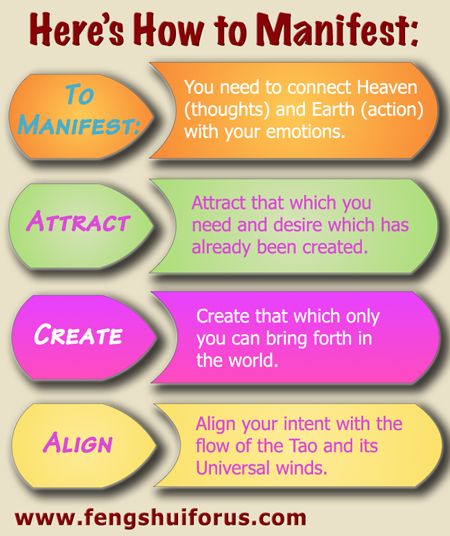 Here's How to Manifest:
To
Manifest:
You need to connect Heaven
(thoughts) and Earth (action)
with your emotions.
Attract
Attract that which you
need and desire which has
already been created.
Create
Create that which only
you can bring forth in
the world.
Align
Align your intent with the
flow of the Tao and its
Universal winds.
www.fengshuiforus.com